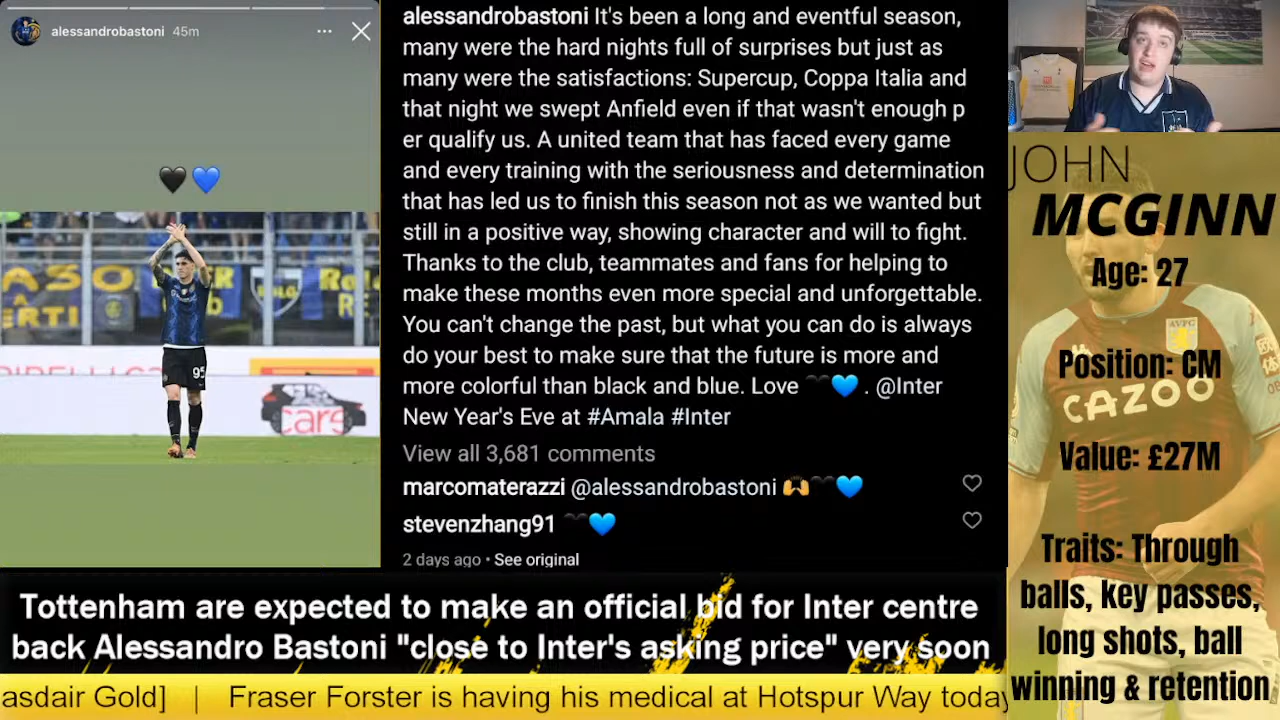 alessandrobastoni 45m
ASO
ERTI
ROLO
RE
95
cars
alessandrobastoni It's been a long and eventful season,
many were the hard nights full of surprises but just as
many were the satisfactions: Supercup, Coppa Italia and
that night we swept Anfield even if that wasn't enough p
er qualify us. A united team that has faced every game
and every training with the seriousness and determination
that has led us to finish this season not as we wanted but
still in a positive way, showing character and will to fight.
Thanks to the club, teammates and fans for helping to
make these months even more special and unforgettable.
You can't change the past, but what you can do is always
do your best to make sure that the future is more and
more colorful than black and blue. Love 🖤💙 . @Inter
New Year's Eve at #Amala #Inter
View all 3,681 comments
marcomaterazzi @alessandrobastoni 🙌🖤💙
stevenzhang91 🖤💙
2 days ago • See original
JOHN
MCGINN
Age: 27
AVFC
Position: CM
CAZOO
Value: £27M
Traits: Through
balls, key passes,
long shots, ball
winning & retention
Tottenham are expected to make an official bid for Inter centre
back Alessandro Bastoni "close to Inter's asking price" very soon
asdair Gold] | Fraser Forster is having his medical at Hotspur Way today